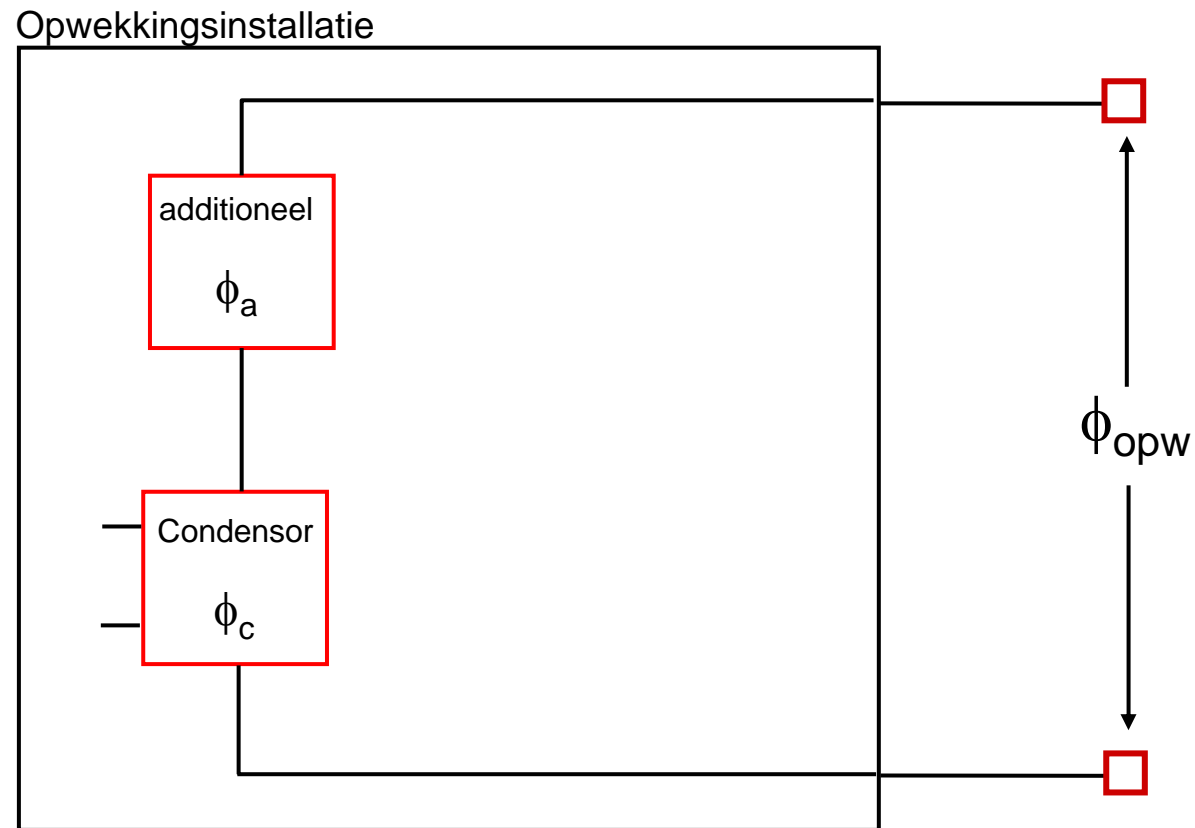 Opwekkingsinstallatie
additioneel
ϕa
ϕopw
Condensor
ϕc